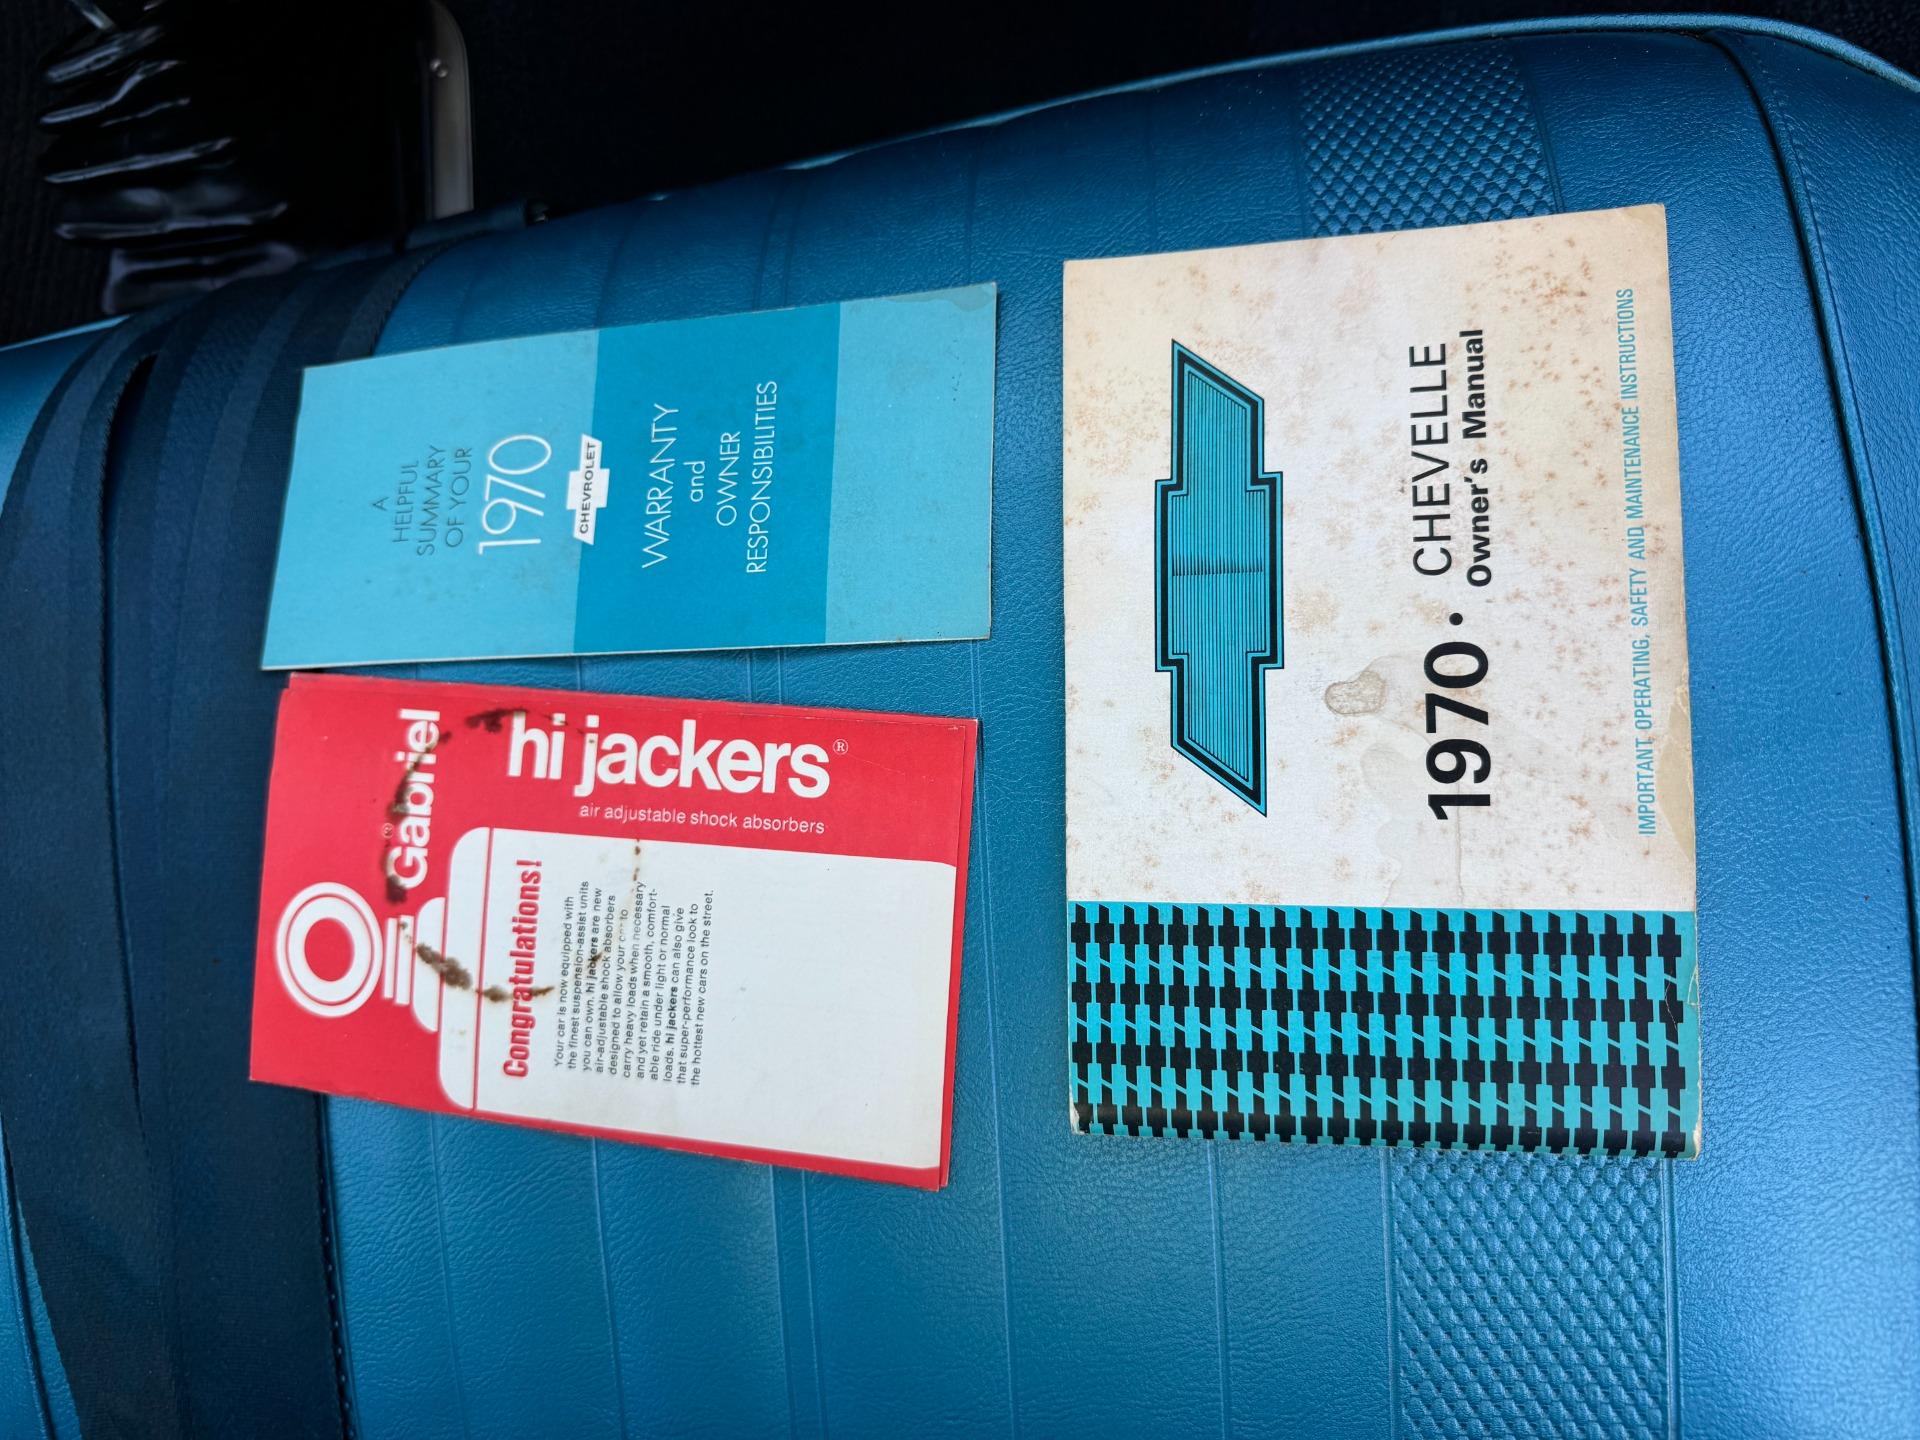 A
HELPFUL
SUMMARY
OF YOUR
1970
CHEVROLET
WARRANTY
and
OWNER
RESPONSIBILITIES
Gabriel®
hi jackers®
air adjustable shock absorbers
Congratulations!
Your car is now equipped with
the finest suspension-assist units
you can own. hi jackers are new
air-adjustable shock absorbers
designed to allow your car to
carry heavy loads when necessary
and yet retain a smooth, comfort-
able ride under light or normal
loads. hi jackers can also give
that super-performance look to
the hottest new cars on the street.
1970 • CHEVELLE
Owner's Manual
IMPORTANT OPERATING, SAFETY AND MAINTENANCE INSTRUCTIONS